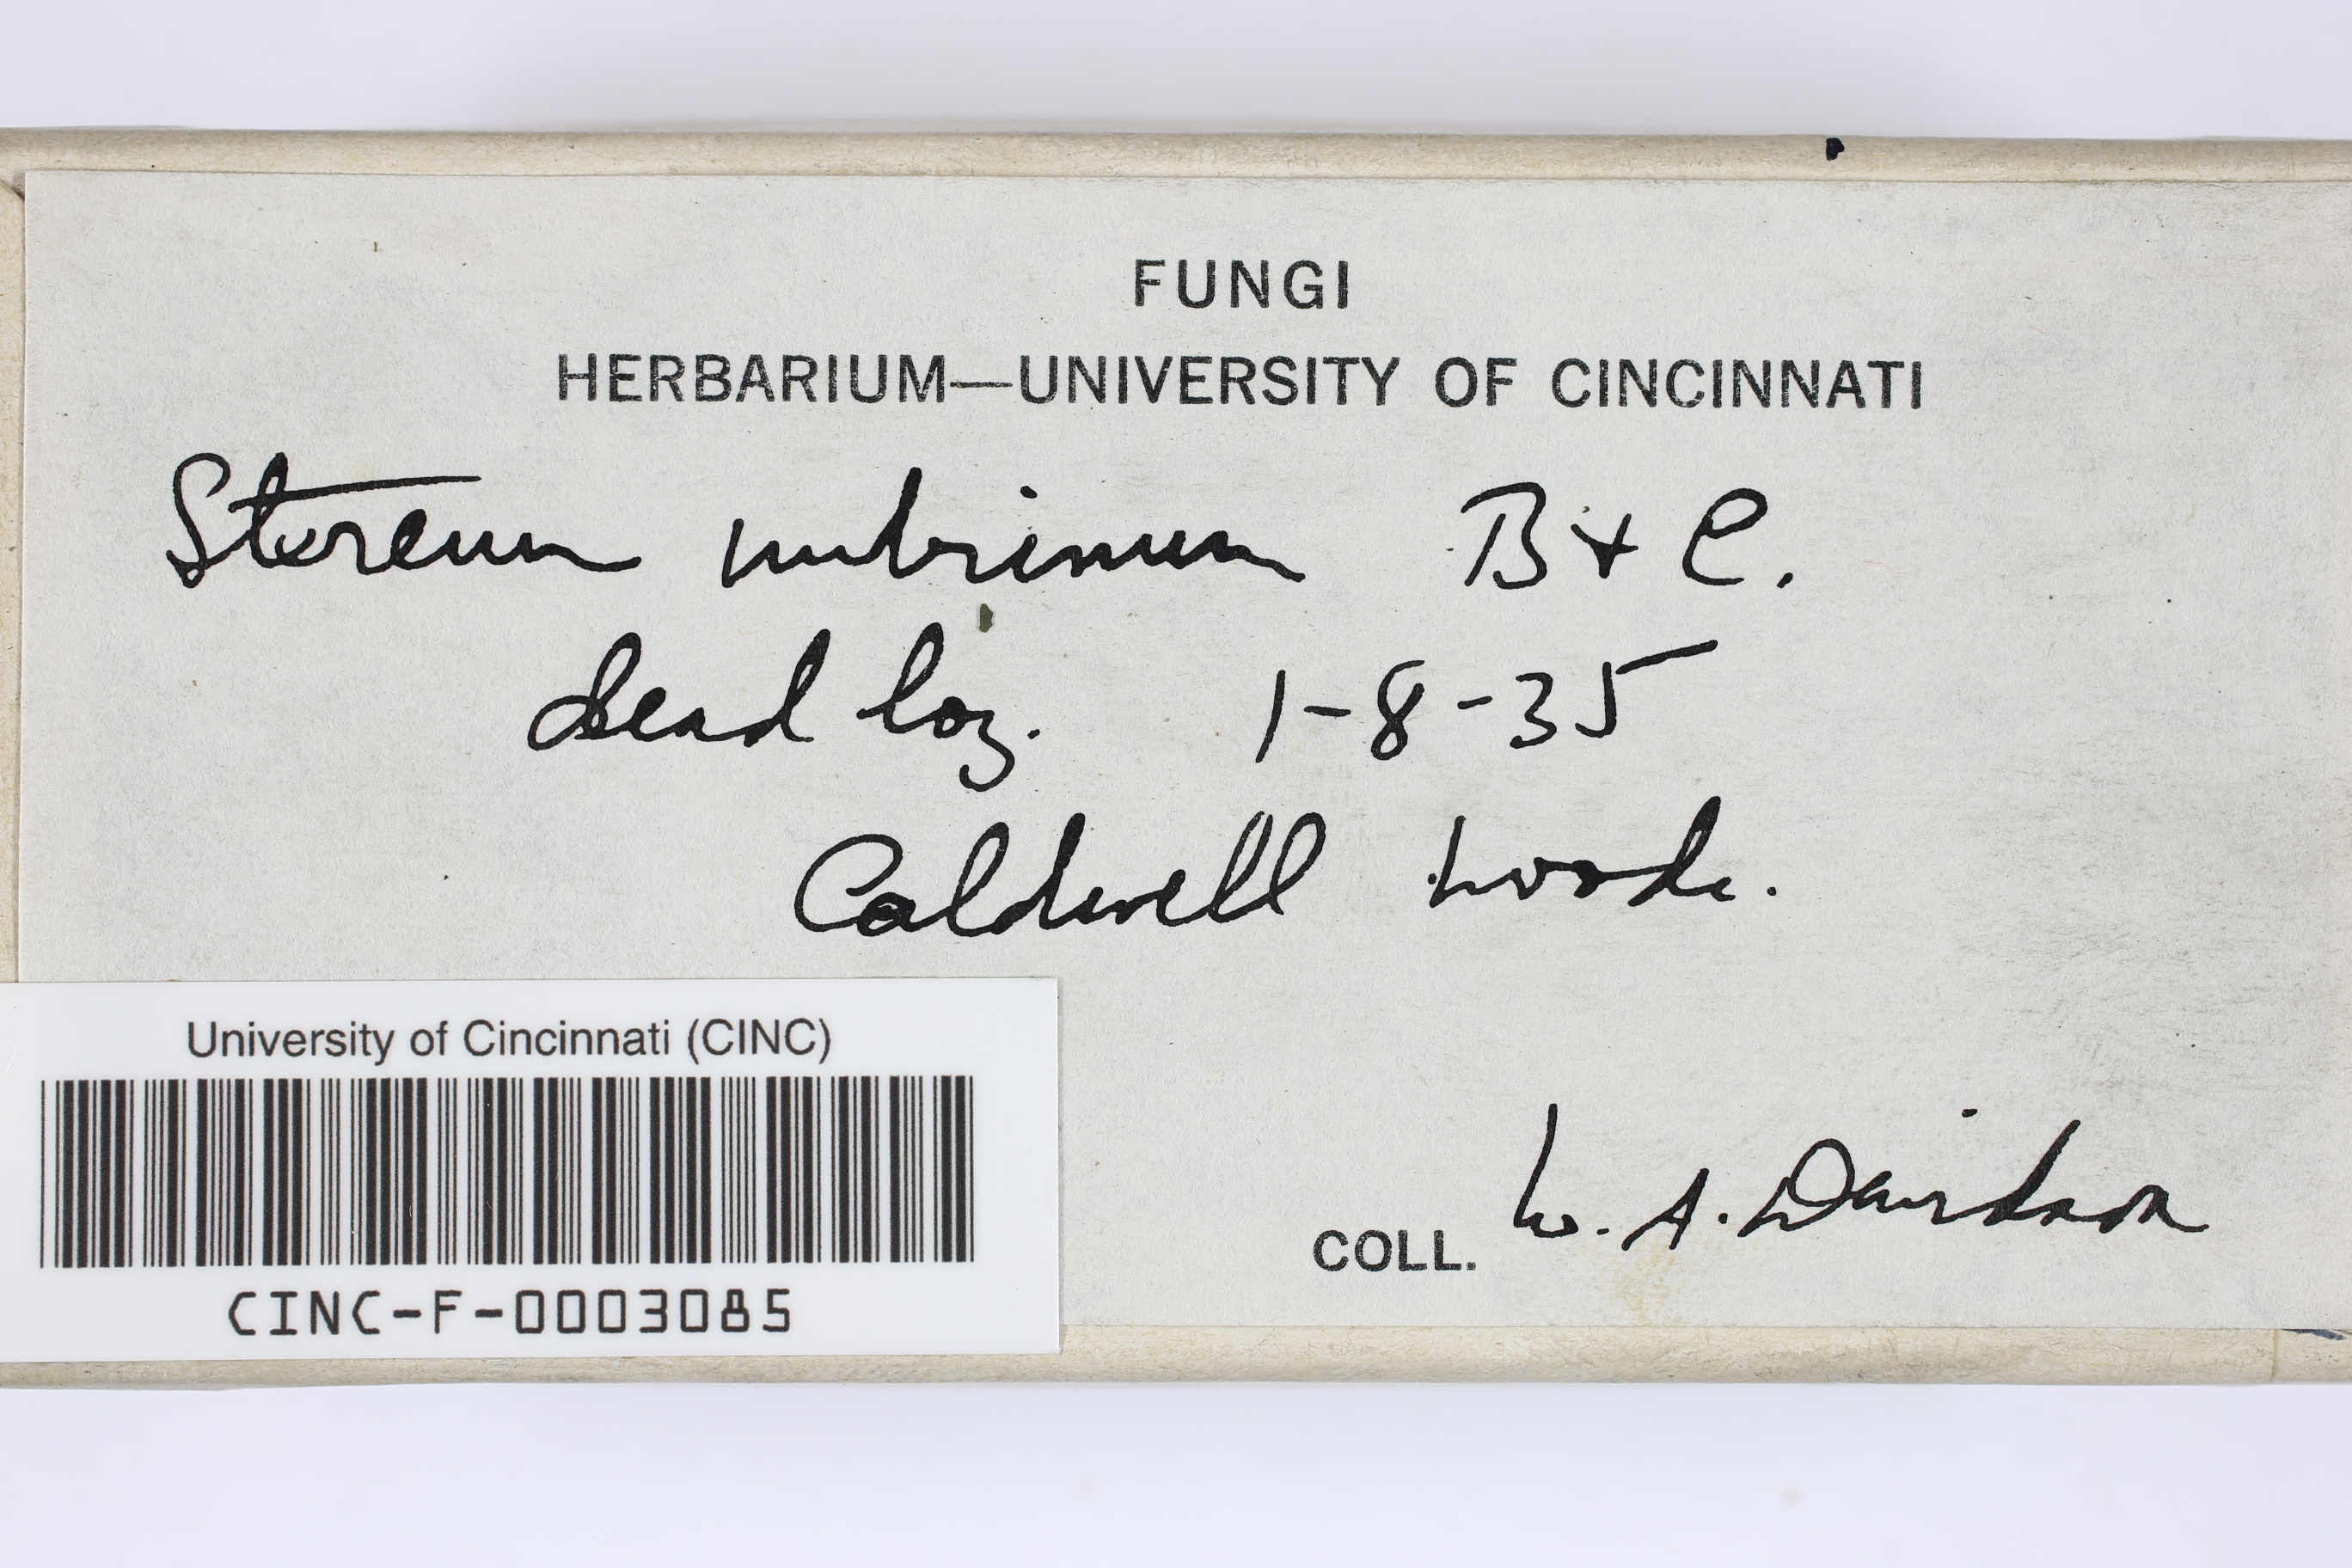 FUNGI
HERBARIUM—UNIVERSITY OF CINCINNATI
Stereum umbrinum B + C.
dead log. 1-8-35
Caldwell woods.
COLL. W. A. Davidson
University of Cincinnati (CINC)
CINC-F-0003085